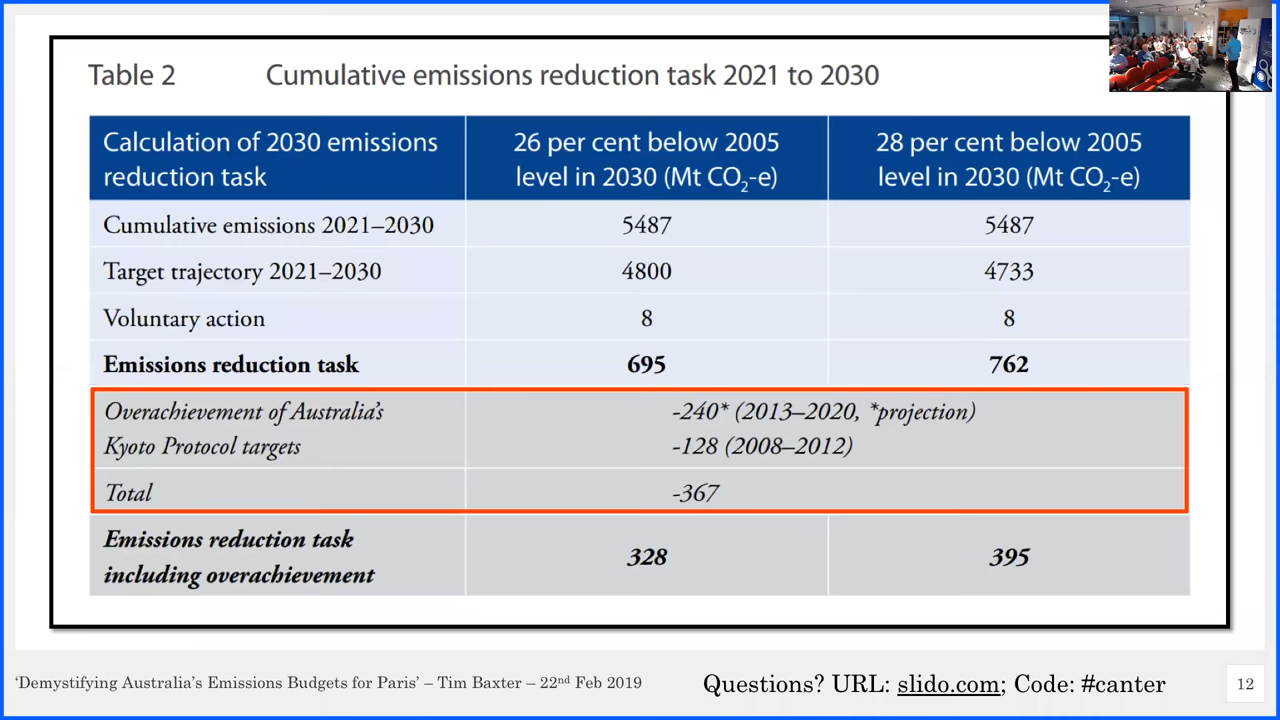 Table 2 Cumulative emissions reduction task 2021 to 2030
Calculation of 2030 emissions reduction task
26 per cent below 2005 level in 2030 (Mt CO₂-e)
28 per cent below 2005 level in 2030 (Mt CO₂-e)
Cumulative emissions 2021–2030 5487 5487
Target trajectory 2021–2030 4800 4733
Voluntary action 8 8
Emissions reduction task 695 762
Overachievement of Australia's -240* (2013–2020, *projection)
Kyoto Protocol targets -128 (2008–2012)
Total -367
Emissions reduction task including overachievement 328 395
‘Demystifying Australia’s Emissions Budgets for Paris’ – Tim Baxter – 22nd Feb 2019
Questions? URL: slido.com; Code: #canter
12